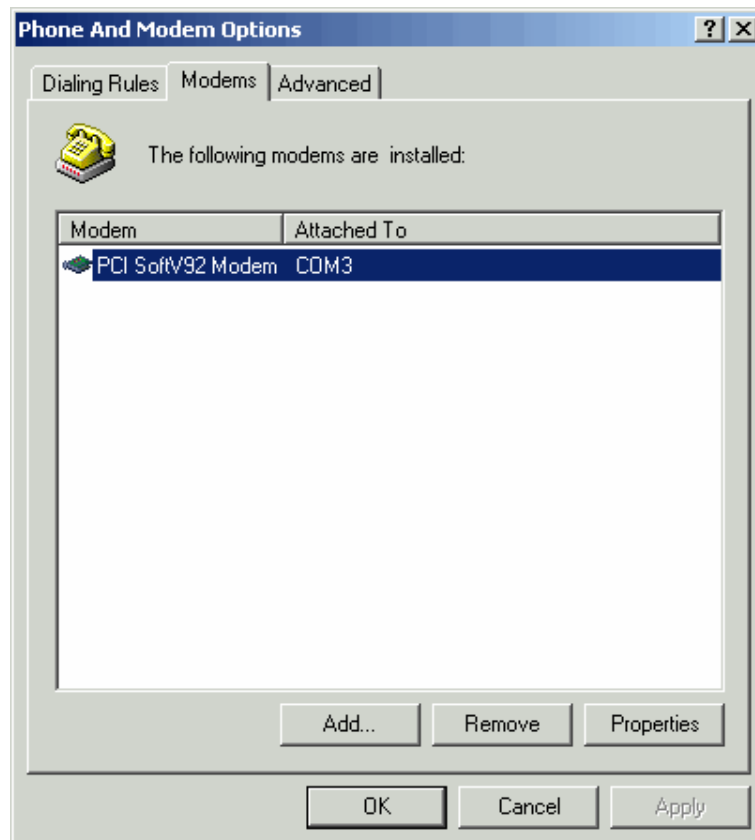 Phone And Modem Options
Dialing Rules Modems Advanced
The following modems are installed:
Modem Attached To
PCI SoftV92 Modem COM3
Add... Remove Properties
OK Cancel Apply